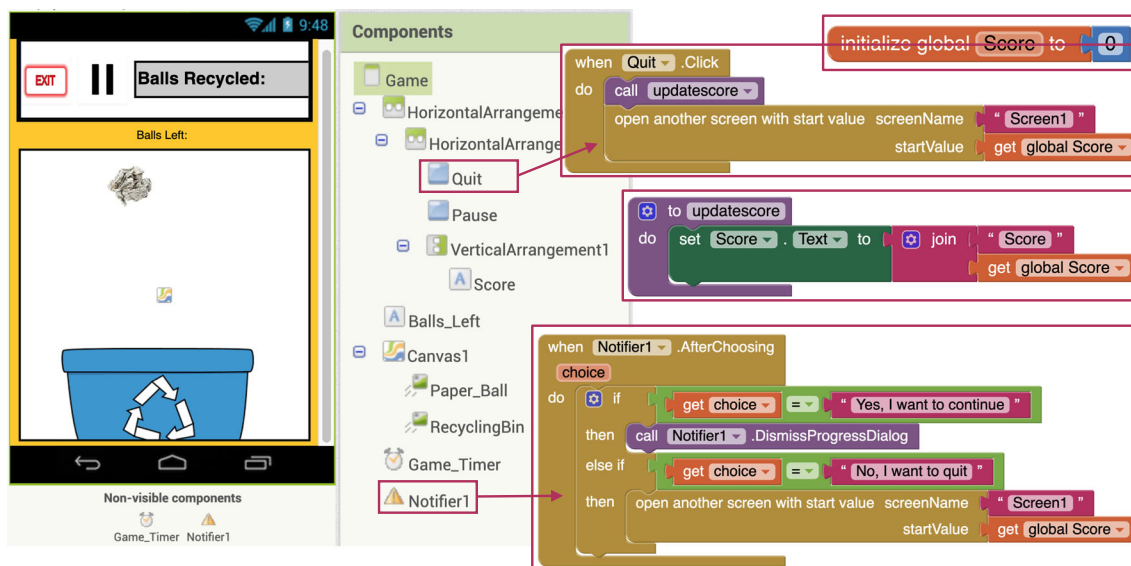 9:48
EXIT
Balls Recycled:
Balls Left:
Non-visible components
Game_Timer Notifier1
Components
Game
HorizontalArrangeme
HorizontalArrange
Quit
Pause
VerticalArrangement1
Score
Balls_Left
Canvas1
Paper_Ball
RecyclingBin
Game_Timer
Notifier1
initialize global Score to 0
when Quit .Click
do call updatescore
open another screen with start value screenName " Screen1 "
startValue get global Score
to updatescore
do set Score . Text to join " Score "
get global Score
when Notifier1 .AfterChoosing
choice
do if get choice = " Yes, I want to continue "
then call Notifier1 .DismissProgressDialog
else if get choice = " No, I want to quit "
then open another screen with start value screenName " Screen1 "
startValue get global Score